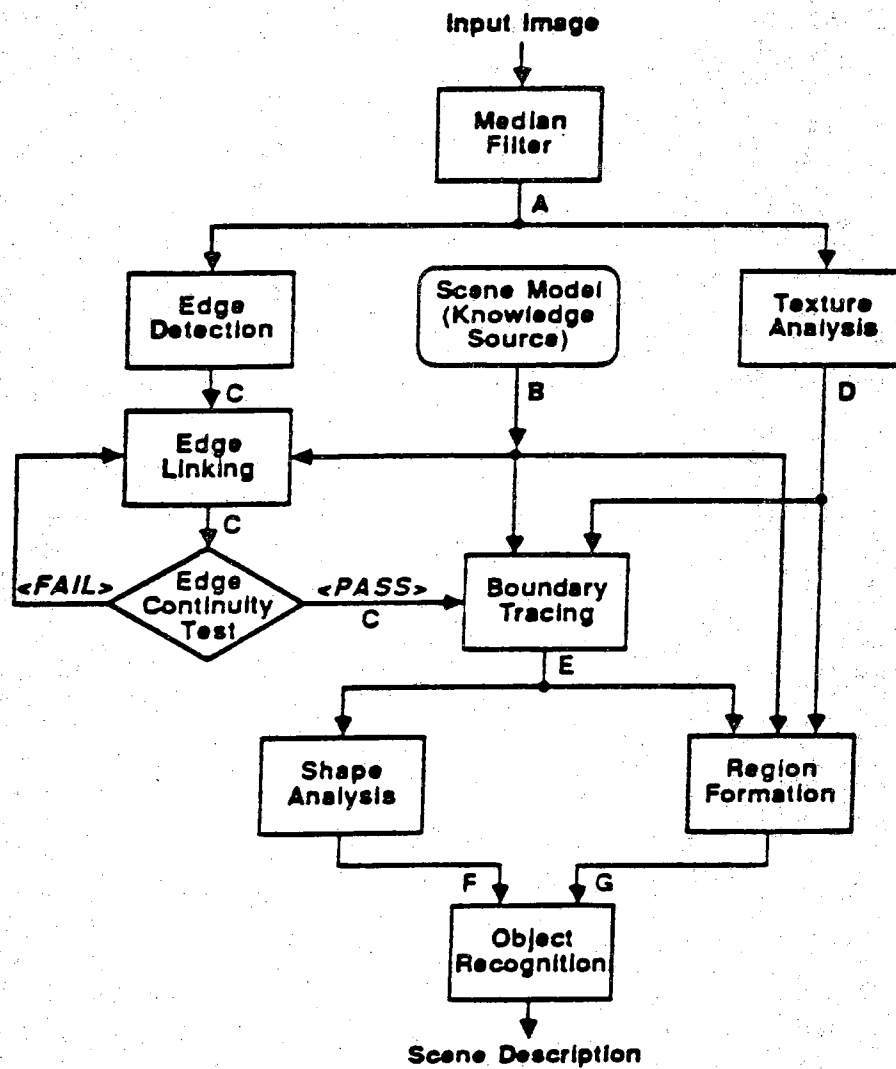 Input Image
Median
Filter
A
Edge
Detection
Scene Model
(Knowledge
Source)
Texture
Analysis
C
B
D
Edge
Linking
C
<FAIL>
Edge
Continuity
Test
<PASS>
C
Boundary
Tracing
E
Shape
Analysis
Region
Formation
F
G
Object
Recognition
Scene Description